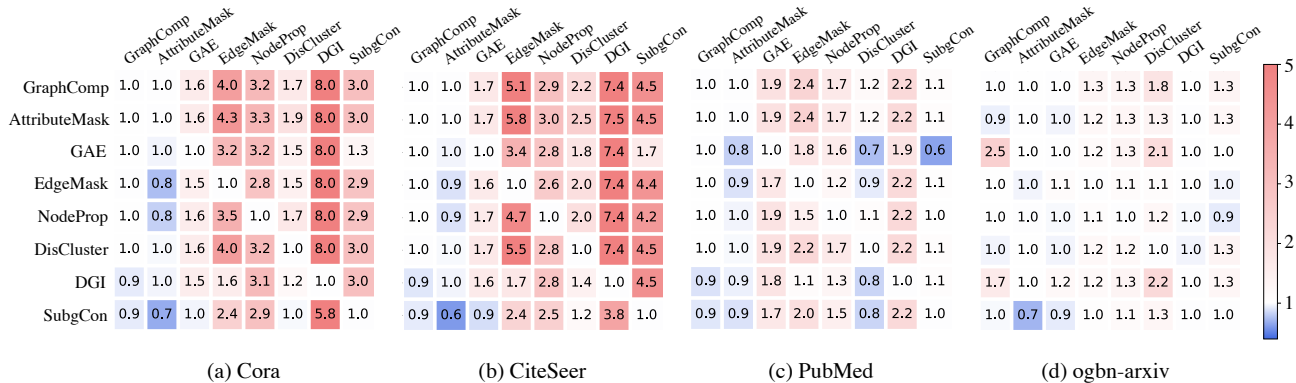 GraphComp AttributeMask GAE EdgeMask NodeProp DisCluster DGI SubgCon GraphComp AttributeMask GAE EdgeMask NodeProp DisCluster DGI SubgCon GraphComp AttributeMask GAE EdgeMask NodeProp DisCluster DGI SubgCon GraphComp AttributeMask GAE EdgeMask NodeProp DisCluster DGI SubgCon
GraphComp 1.0 1.0 1.6 4.0 3.2 1.7 8.0 3.0 1.0 1.0 1.7 5.1 2.9 2.2 7.4 4.5 1.0 1.0 1.9 2.4 1.7 1.2 2.2 1.1 1.0 1.0 1.0 1.3 1.3 1.8 1.0 1.3 5
AttributeMask 1.0 1.0 1.6 4.3 3.3 1.9 8.0 3.0 1.0 1.0 1.7 5.8 3.0 2.5 7.5 4.5 1.0 1.0 1.9 2.4 1.7 1.2 2.2 1.1 0.9 1.0 1.0 1.2 1.3 1.3 1.0 1.3
GAE 1.0 1.0 1.0 3.2 3.2 1.5 8.0 1.3 1.0 1.0 1.0 3.4 2.8 1.8 7.4 1.7 1.0 0.8 1.0 1.8 1.6 0.7 1.9 0.6 2.5 1.0 1.0 1.2 1.3 2.1 1.0 1.3 4
EdgeMask 1.0 0.8 1.5 1.0 2.8 1.5 8.0 2.9 1.0 0.9 1.6 1.0 2.6 2.0 7.4 4.4 1.0 0.9 1.7 1.0 1.2 0.9 2.2 1.1 1.0 1.0 1.1 1.0 1.1 1.2 1.0 1.0 3
NodeProp 1.0 0.8 1.6 3.5 1.0 1.7 8.0 2.9 1.0 0.9 1.7 4.7 1.0 2.0 7.4 4.2 1.0 1.0 1.9 1.5 1.0 1.1 2.2 1.0 1.0 1.0 1.0 1.1 1.0 1.2 1.0 0.9
DisCluster 1.0 1.0 1.6 4.0 3.2 1.0 8.0 3.0 1.0 1.0 1.7 5.5 2.8 1.0 7.4 4.5 1.0 1.0 1.9 2.2 1.7 1.0 2.2 1.1 1.0 1.0 1.0 1.2 1.2 1.0 1.0 1.3 2
DGI 0.9 1.0 1.5 1.6 3.1 1.2 1.0 3.0 0.9 1.0 1.6 1.7 2.8 1.4 1.0 4.5 0.9 0.9 1.8 1.1 1.3 0.8 1.0 1.1 1.7 1.0 1.0 1.2 1.3 2.2 1.0 1.3
SubgCon 0.9 0.7 1.0 2.4 2.9 1.0 5.8 1.0 0.9 0.6 0.9 2.4 2.5 1.2 3.8 1.0 0.9 0.9 1.7 2.0 1.5 0.8 2.2 1.0 1.0 0.7 0.9 1.0 1.1 1.3 1.0 1.0 1
(a) Cora (b) CiteSeer (c) PubMed (d) ogbn-arxiv